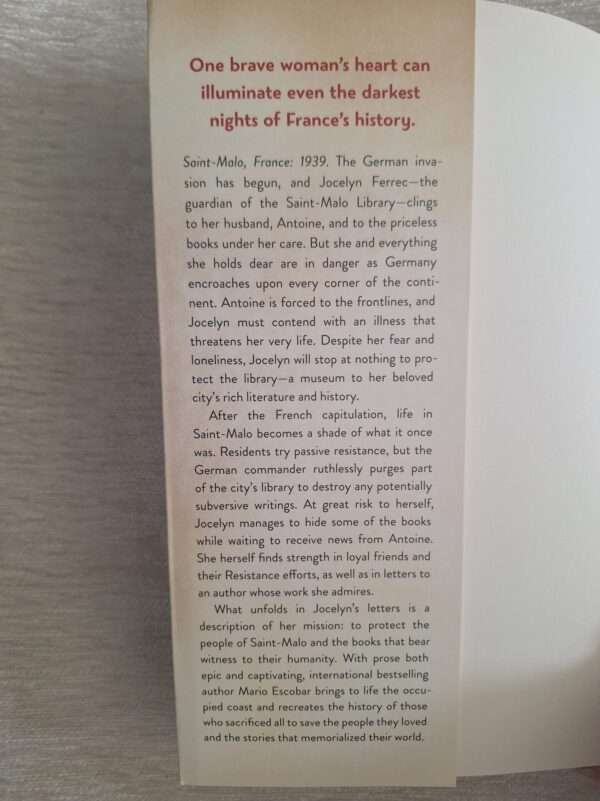 One brave woman's heart can
illuminate even the darkest
nights of France's history.
Saint-Malo, France: 1939. The German inva-
sion has begun, and Jocelyn Ferrec—the
guardian of the Saint-Malo Library—clings
to her husband, Antoine, and to the priceless
books under her care. But she and everything
she holds dear are in danger as Germany
encroaches upon every corner of the conti-
nent. Antoine is forced to the frontlines, and
Jocelyn must contend with an illness that
threatens her very life. Despite her fear and
loneliness, Jocelyn will stop at nothing to pro-
tect the library—a museum to her beloved
city's rich literature and history.
After the French capitulation, life in
Saint-Malo becomes a shade of what it once
was. Residents try passive resistance, but the
German commander ruthlessly purges part
of the city's library to destroy any potentially
subversive writings. At great risk to herself,
Jocelyn manages to hide some of the books
while waiting to receive news from Antoine.
She herself finds strength in loyal friends and
their Resistance efforts, as well as in letters to
an author whose work she admires.
What unfolds in Jocelyn's letters is a
description of her mission: to protect the
people of Saint-Malo and the books that bear
witness to their humanity. With prose both
epic and captivating, international bestselling
author Mario Escobar brings to life the occu-
pied coast and recreates the history of those
who sacrificed all to save the people they loved
and the stories that memorialized their world.